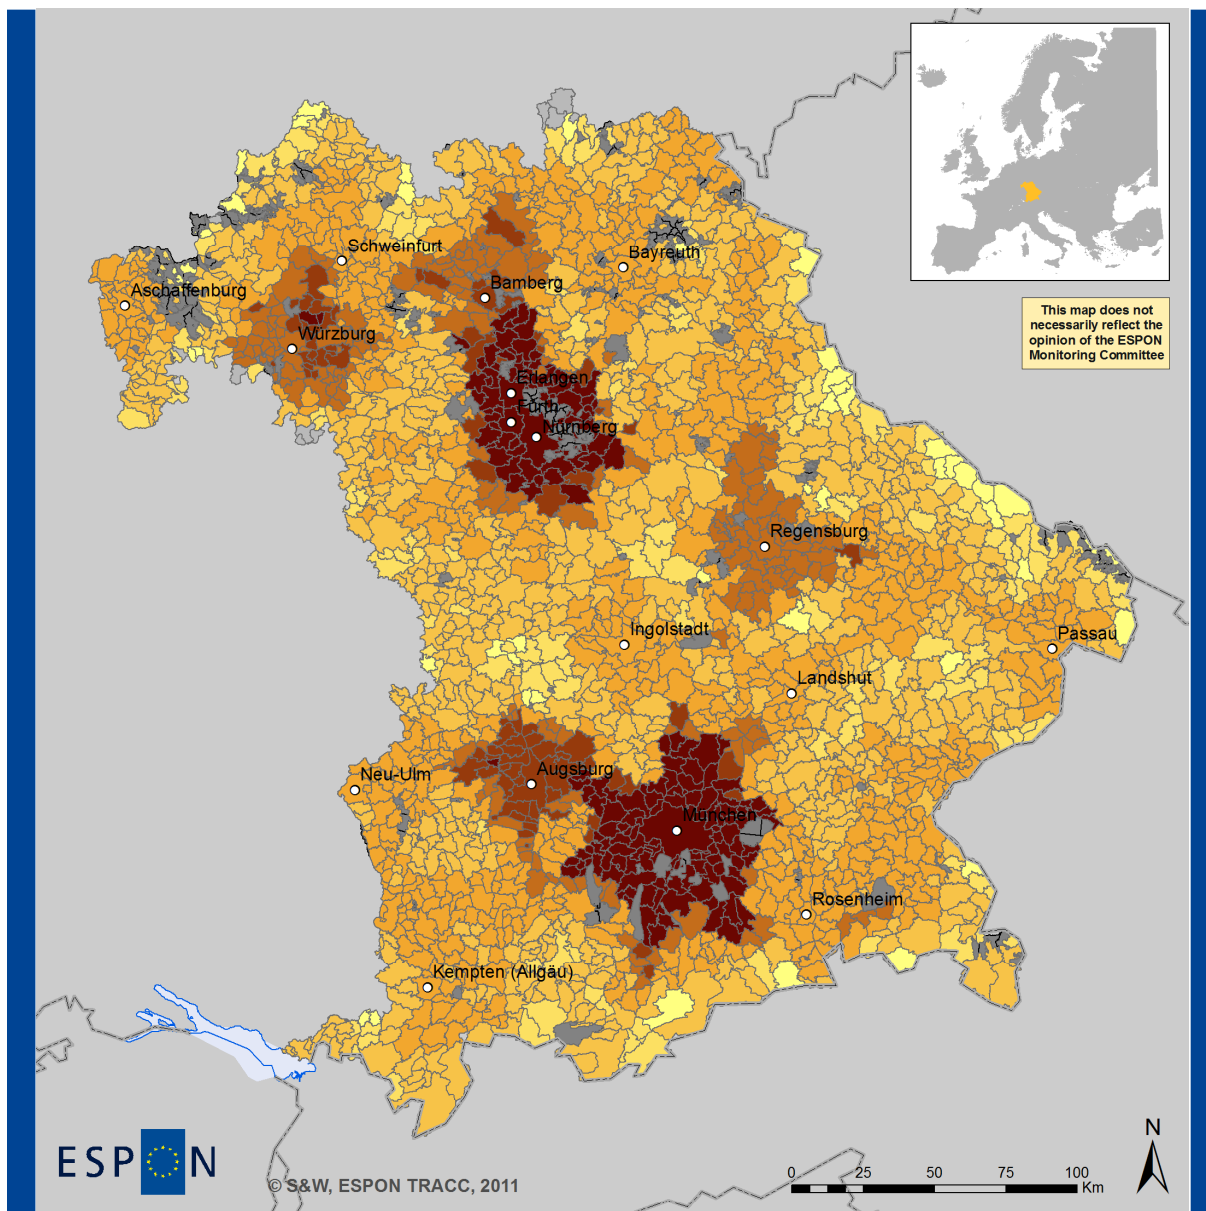 This map does not
necessarily reflect the
opinion of the ESPON
Monitoring Committee
Schweinfurt
Bayreuth
Aschaffenburg
Bamberg
Würzburg
Erlangen
Fürth
Nürnberg
Regensburg
Ingolstadt
Passau
Landshut
Neu-Ulm
Augsburg
München
Rosenheim
Kempten (Allgäu)
ESPON
© S&W, ESPON TRACC, 2011
N
0 25 50 75 100
Km